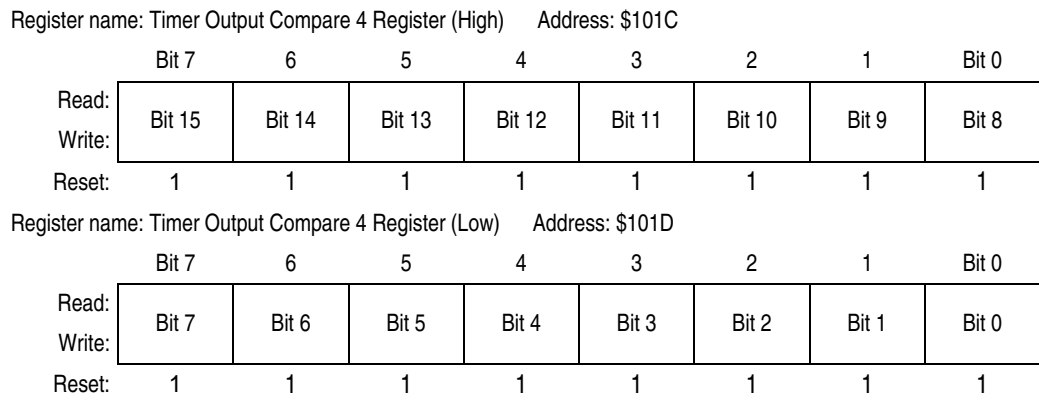 Register name: Timer Output Compare 4 Register (High) Address: $101C
Bit 7 6 5 4 3 2 1 Bit 0
Read:
Bit 15 Bit 14 Bit 13 Bit 12 Bit 11 Bit 10 Bit 9 Bit 8
Write:
Reset: 1 1 1 1 1 1 1 1
Register name: Timer Output Compare 4 Register (Low) Address: $101D
Bit 7 6 5 4 3 2 1 Bit 0
Read:
Bit 7 Bit 6 Bit 5 Bit 4 Bit 3 Bit 2 Bit 1 Bit 0
Write:
Reset: 1 1 1 1 1 1 1 1